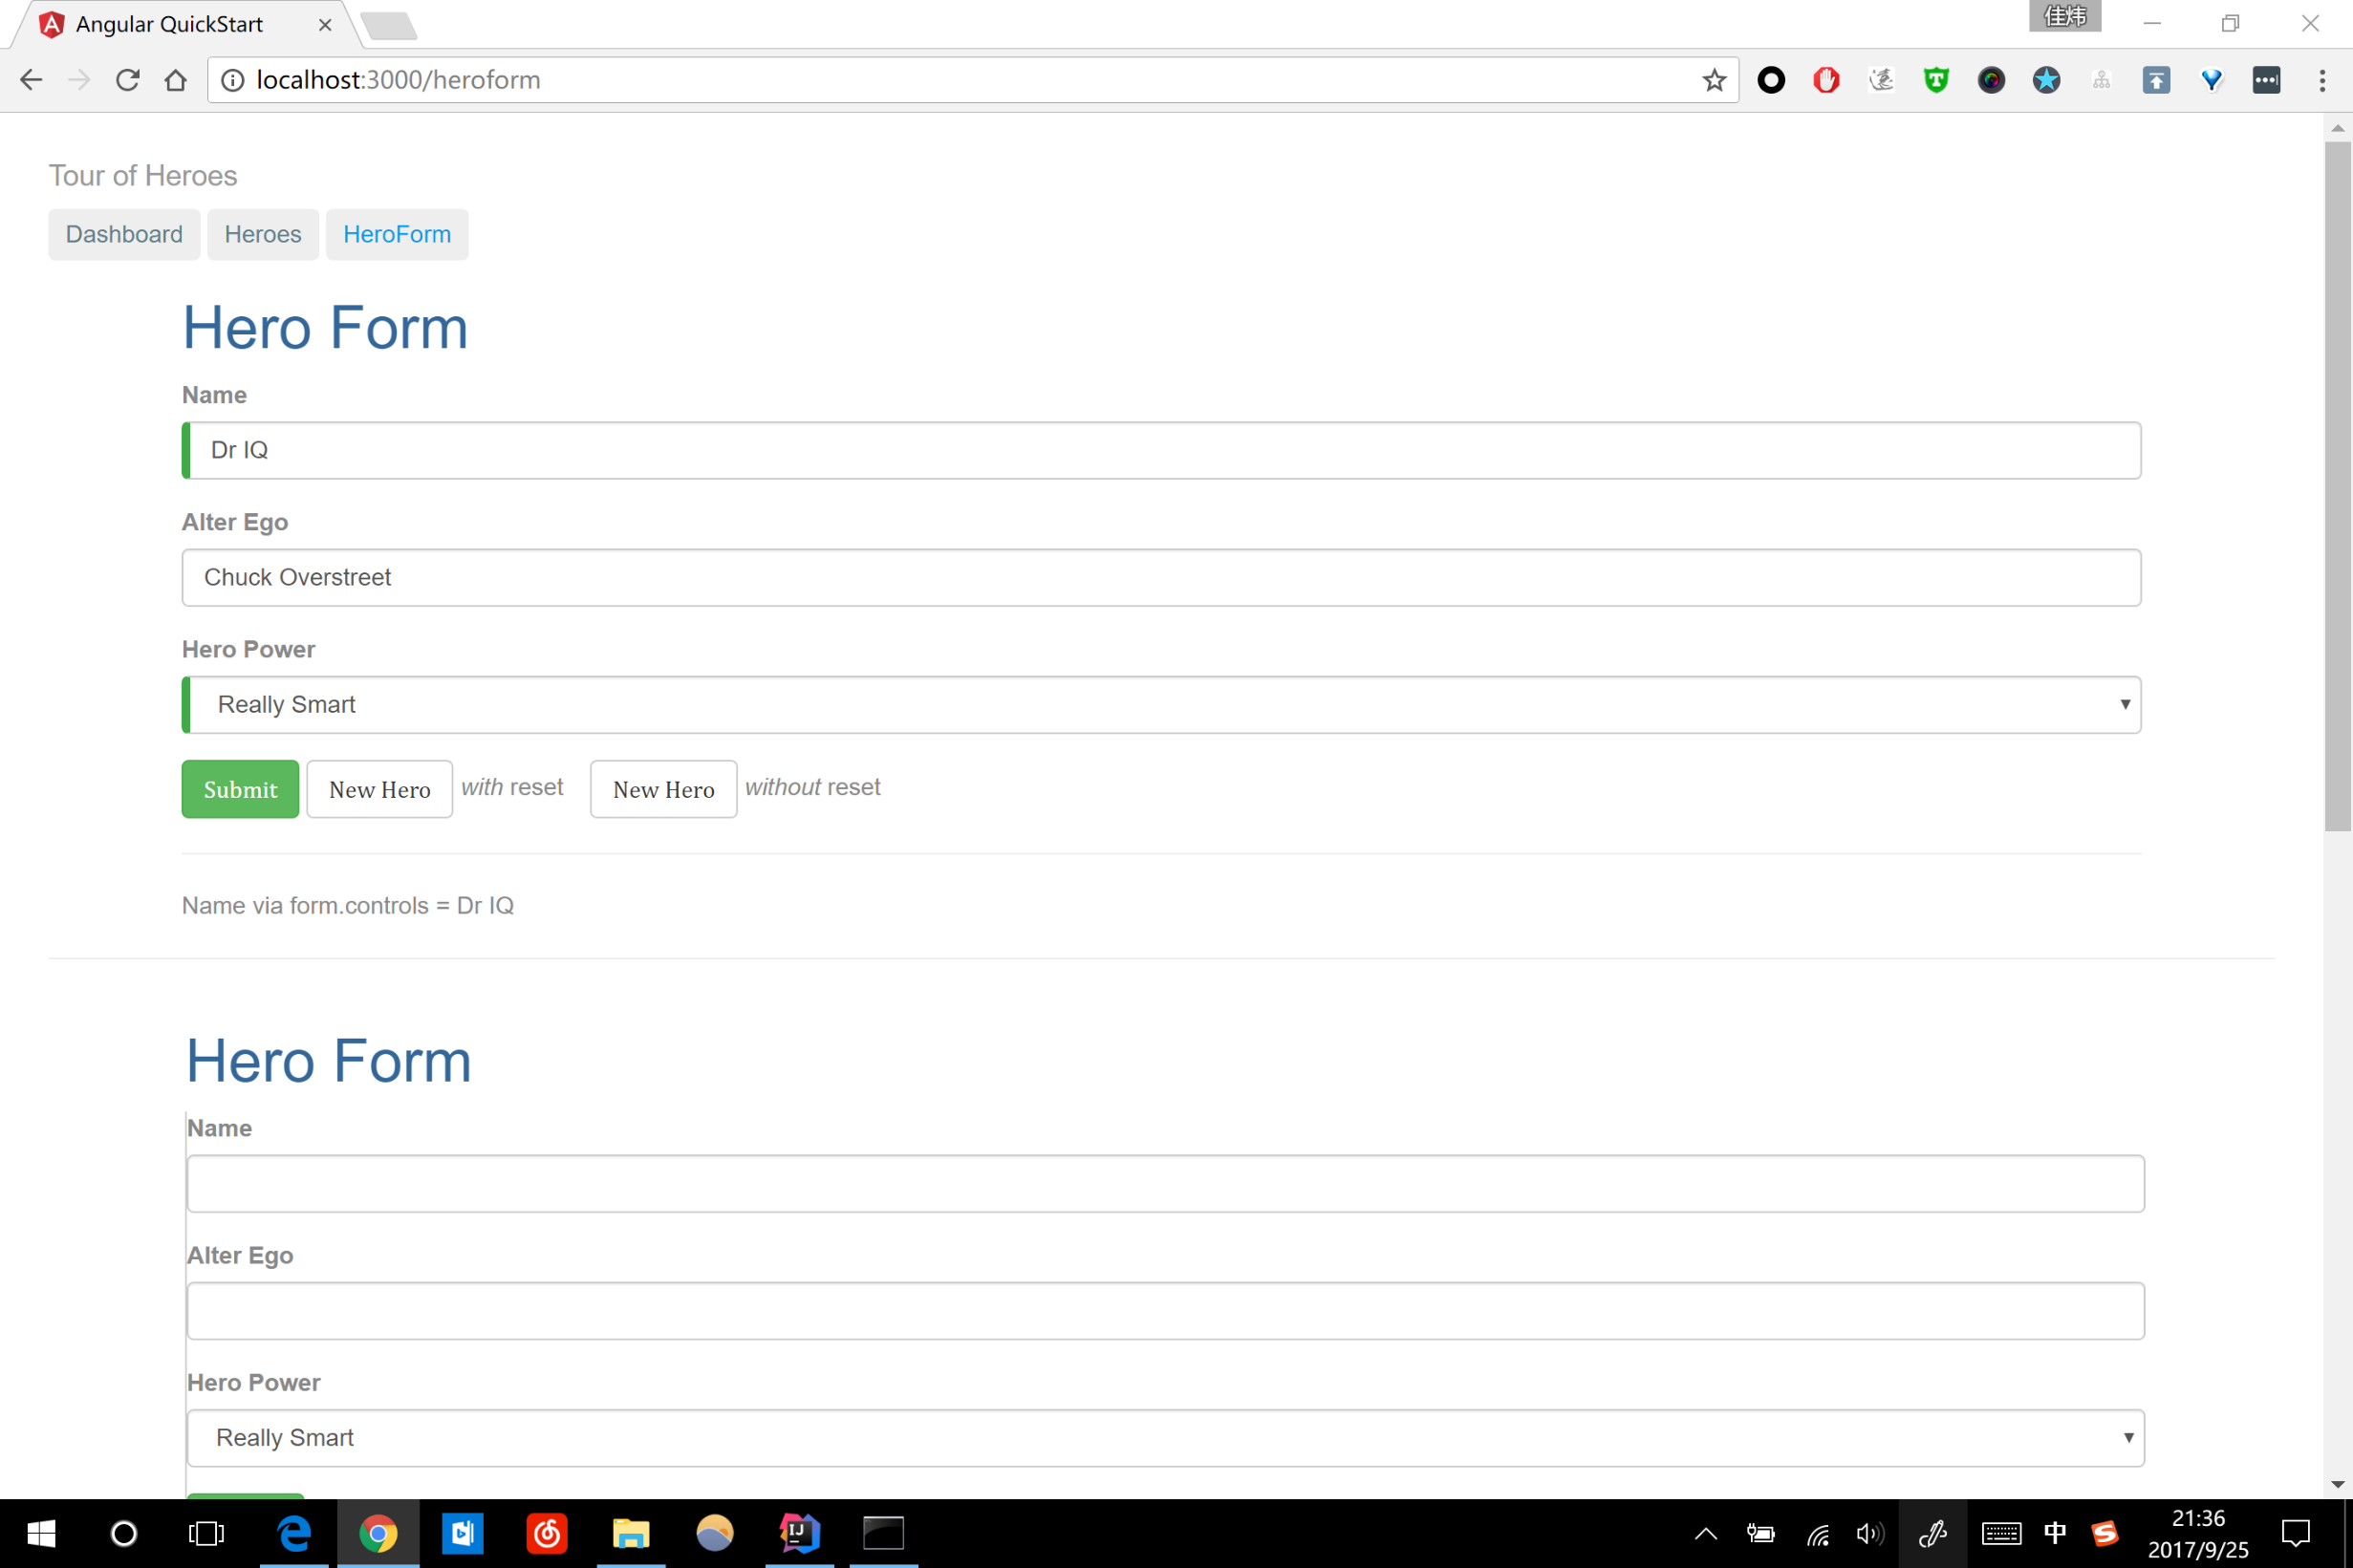 Angular QuickStart
佳炜
localhost:3000/heroform
Tour of Heroes
Dashboard Heroes HeroForm
Hero Form
Name
Dr IQ
Alter Ego
Chuck Overstreet
Hero Power
Really Smart
Submit New Hero with reset New Hero without reset
Name via form.controls = Dr IQ
Hero Form
Name
Alter Ego
Hero Power
Really Smart
中
21:36
2017/9/25